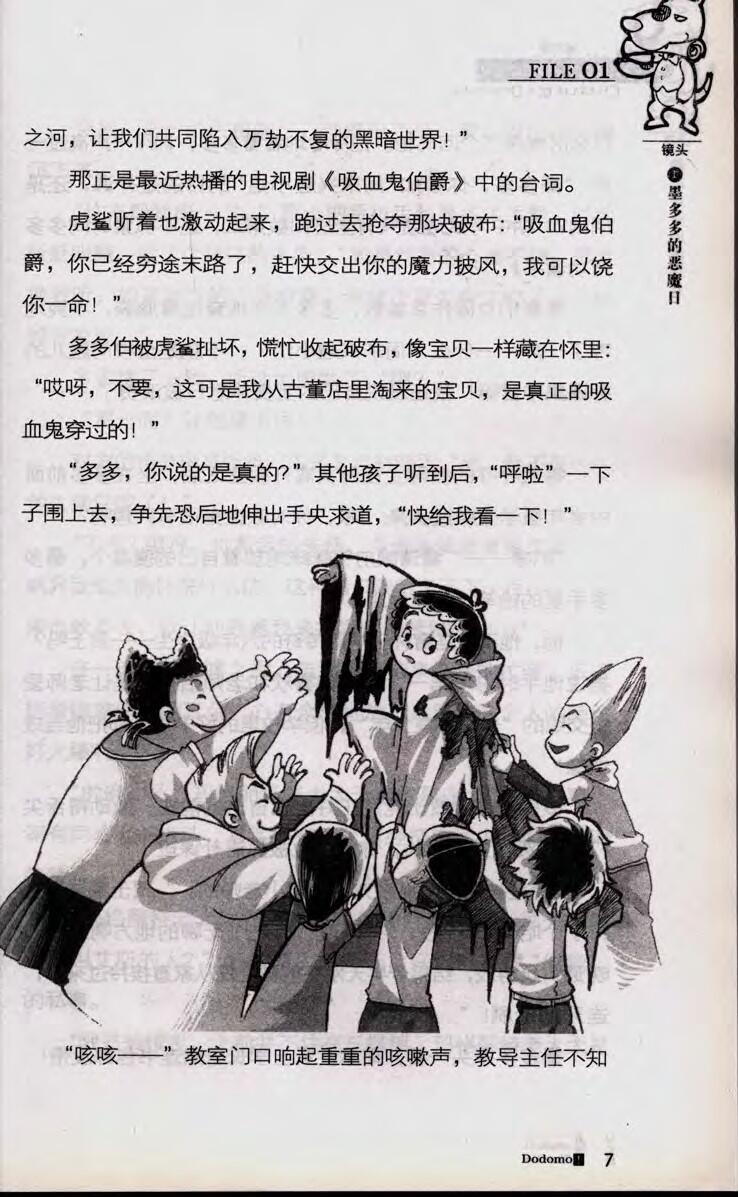 FILE 01
镜头
墨多多的恶魔日
之河，让我们共同陷入万劫不复的黑暗世界！”
那正是最近热播的电视剧《吸血鬼伯爵》中的台词。
虎鲨听着也激动起来，跑过去抢夺那块破布：“吸血鬼伯
爵，你已经穷途末路了，赶快交出你的魔力披风，我可以饶
你一命！”
多多怕被虎鲨扯坏，慌忙收起破布，像宝贝一样藏在怀里：
“哎呀，不要，这可是我从古董店里淘来的宝贝，是真正的吸
血鬼穿过的！”
“多多，你说的是真的？”其他孩子听到后，“呼啦”一下
子围上去，争先恐后地伸出手央求道，“快给我看一下！”
“咳咳——”教室门口响起重重的咳嗽声，教导主任不知
Dodomo! 7